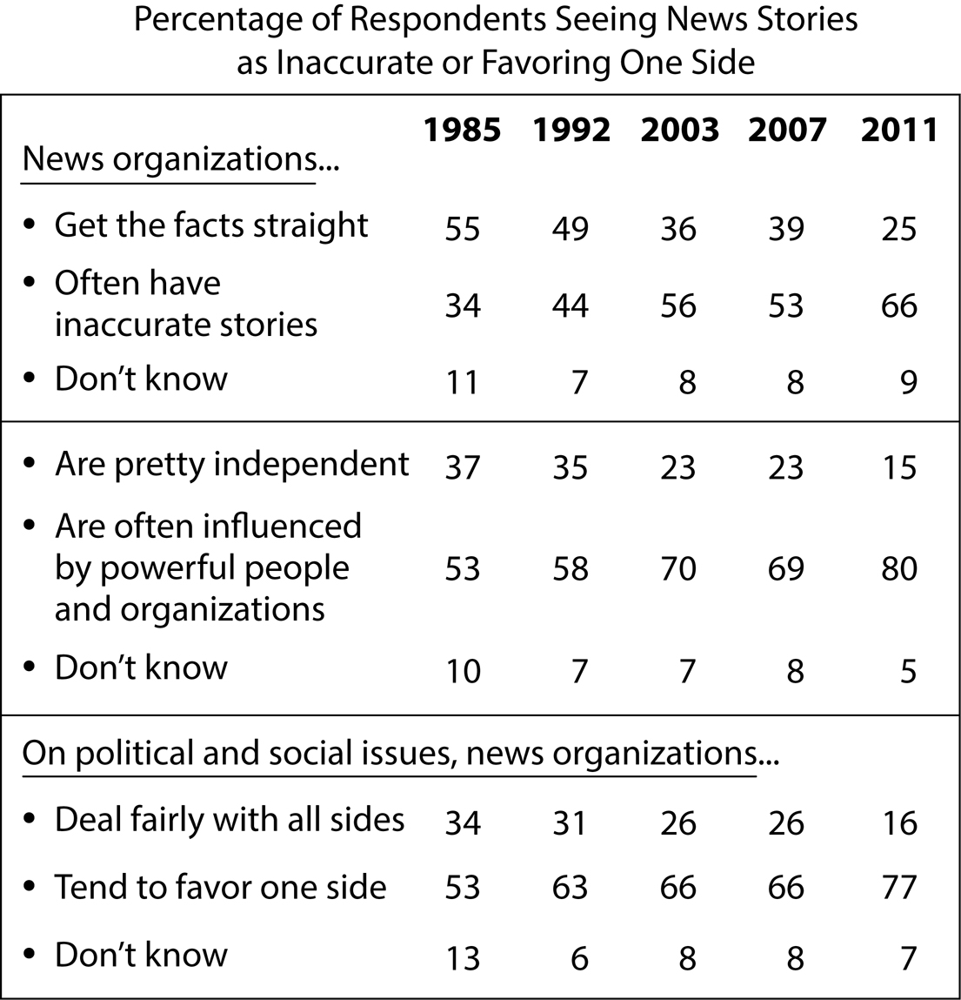 Percentage of Respondents Seeing News Stories
as Inaccurate or Favoring One Side
1985 1992 2003 2007 2011
News organizations...
• Get the facts straight 55 49 36 39 25
• Often have
inaccurate stories 34 44 56 53 66
• Don’t know 11 7 8 8 9
• Are pretty independent 37 35 23 23 15
• Are often influenced
by powerful people 53 58 70 69 80
and organizations
• Don’t know 10 7 7 8 5
On political and social issues, news organizations...
• Deal fairly with all sides 34 31 26 26 16
• Tend to favor one side 53 63 66 66 77
• Don’t know 13 6 8 8 7